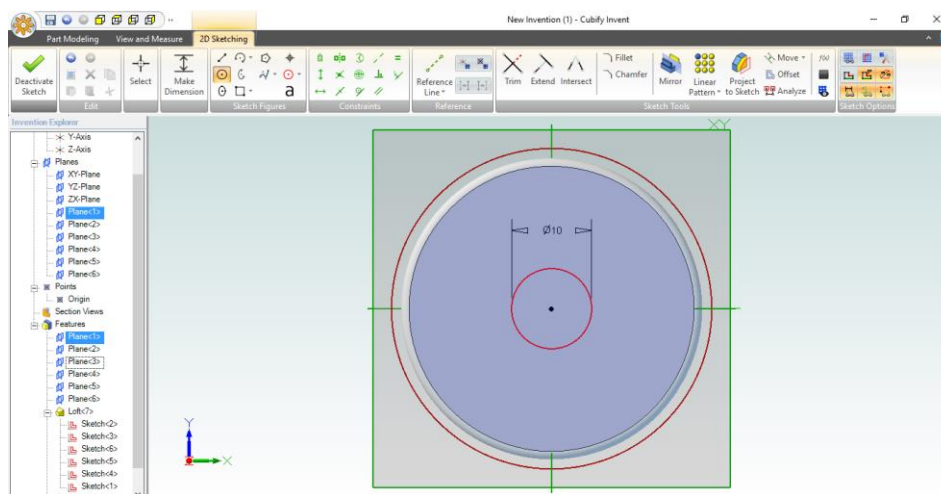 New Invention (1) - Cubify Invent
Part Modeling View and Measure 2D Sketching
Deactivate Sketch
Edit
Select
Make Dimension
a
Sketch Figures
Constraints
Reference Line
Reference
Trim Extend Intersect
Fillet
Chamfer
Mirror
Linear Pattern
Project to Sketch
Move
Offset
Analyze
f(x)
Sketch Tools
Sketch Options
Invention Explorer
Y-Axis
Z-Axis
Planes
XY-Plane
YZ-Plane
ZX-Plane
Plane<1>
Plane<2>
Plane<3>
Plane<4>
Plane<5>
Plane<6>
Points
Origin
Section Views
Features
Plane<1>
Plane<2>
Plane<3>
Plane<4>
Plane<5>
Plane<6>
Loft<7>
Sketch<2>
Sketch<3>
Sketch<6>
Sketch<5>
Sketch<4>
Sketch<1>
XY
Ø10
Y
X